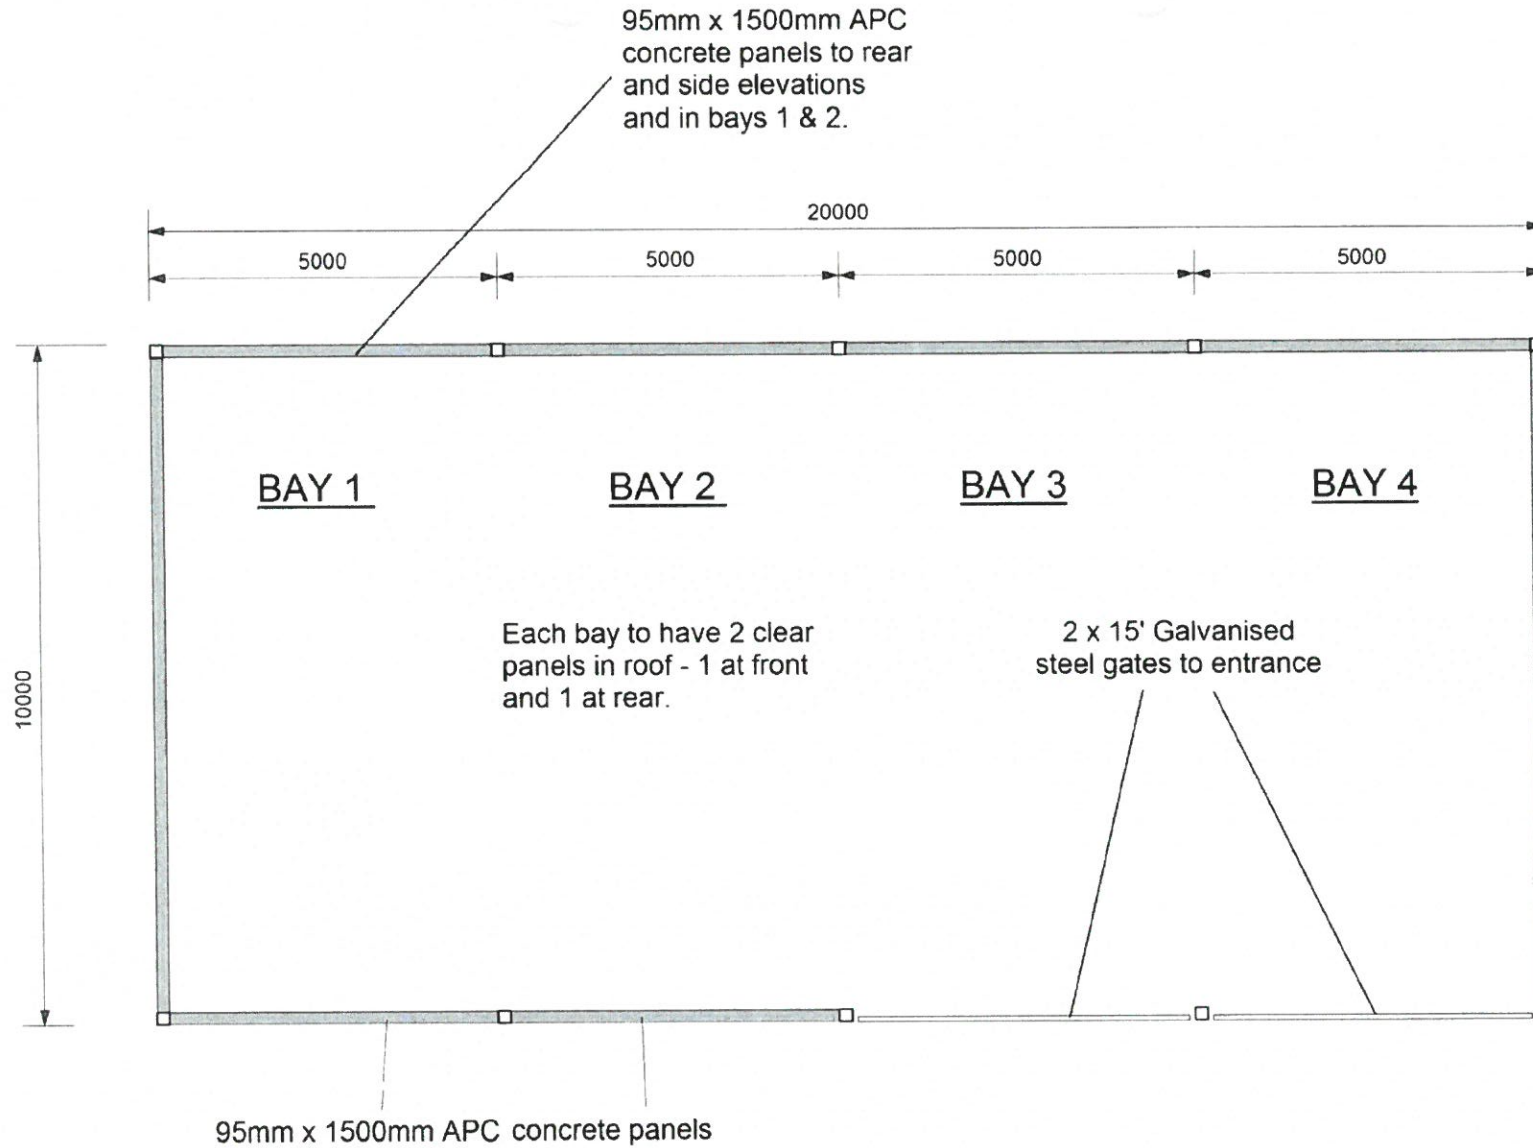 95mm x 1500mm APC
concrete panels to rear
and side elevations
and in bays 1 & 2.
20000
5000 5000 5000 5000
BAY 1 BAY 2 BAY 3 BAY 4
10000
Each bay to have 2 clear
panels in roof - 1 at front
and 1 at rear.
2 x 15' Galvanised
steel gates to entrance
95mm x 1500mm APC concrete panels